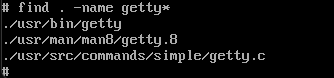 # find . -name getty*
./usr/bin/getty
./usr/man/man8/getty.8
./usr/src/commands/simple/getty.c
#